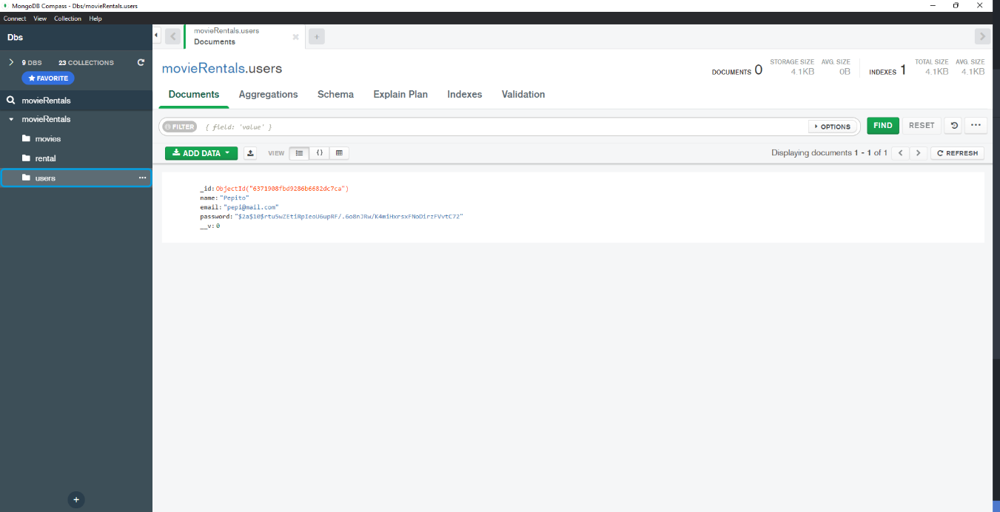 MongoDB Compass - Dbs/movieRentals.users
Connect View Collection Help
Dbs
9 DBS 23 COLLECTIONS
FAVORITE
movieRentals
movieRentals
movies
rental
users
movieRentals.users
Documents
movieRentals.users
DOCUMENTS 0
STORAGE SIZE
4.1KB
AVG. SIZE
0B
INDEXES 1
TOTAL SIZE
4.1KB
AVG. SIZE
4.1KB
Documents Aggregations Schema Explain Plan Indexes Validation
FILTER { field: 'value' } OPTIONS FIND RESET
ADD DATA VIEW Displaying documents 1 - 1 of 1 REFRESH
_id: ObjectId("6371908fbd9286b6682dc7ca")
name: "Pepito"
email: "pepi@mail.com"
password: "$2a$10$rtu5wZEtiRpIeoU6upRF/.6o8nJRw/K4miHxrsxFNoDirzFVvtC72"
__v: 0